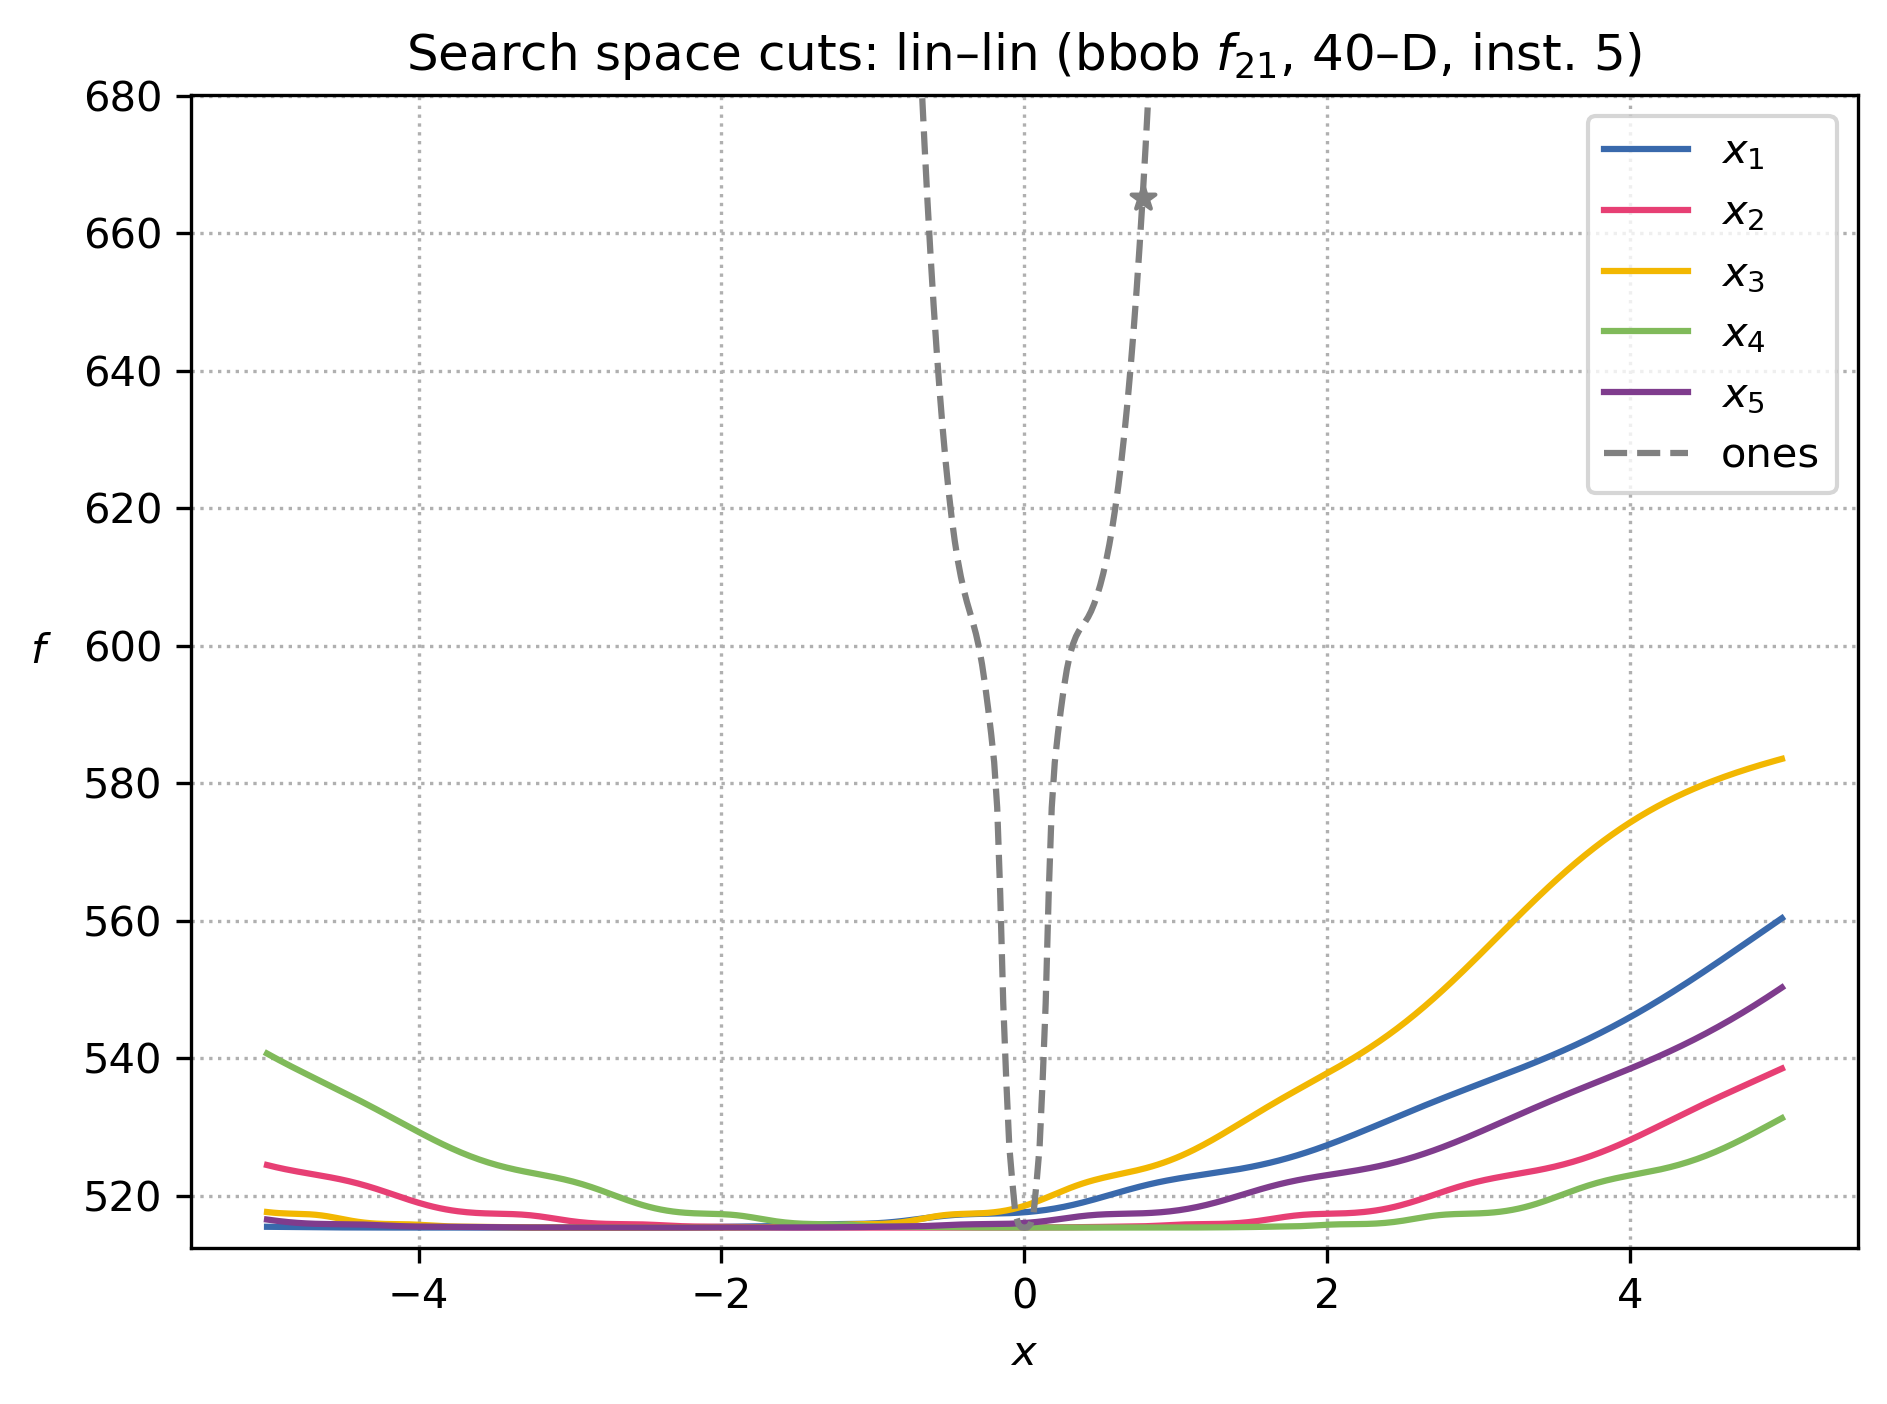 Search space cuts: lin–lin (bbob f₂₁, 40–D, inst. 5)
680
660
640
620
600
580
560
540
520
f
−4
−2
0
2
4
x
x₁
x₂
x₃
x₄
x₅
ones